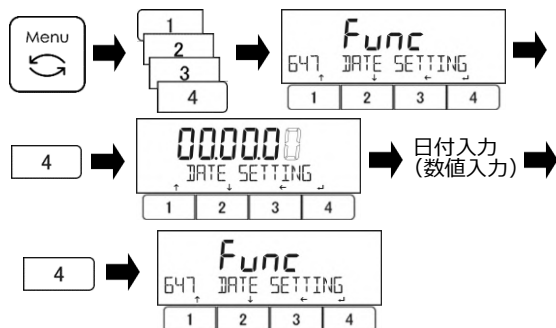 Menu
1
2
3
4
Func
647 DATE SETTING
↑ ↓ ← ↵
1 2 3 4
4
00.00.00
DATE SETTING
↑ ↓ ← ↵
1 2 3 4
日付入力
(数値入力)
4
Func
647 DATE SETTING
↑ ↓ ← ↵
1 2 3 4